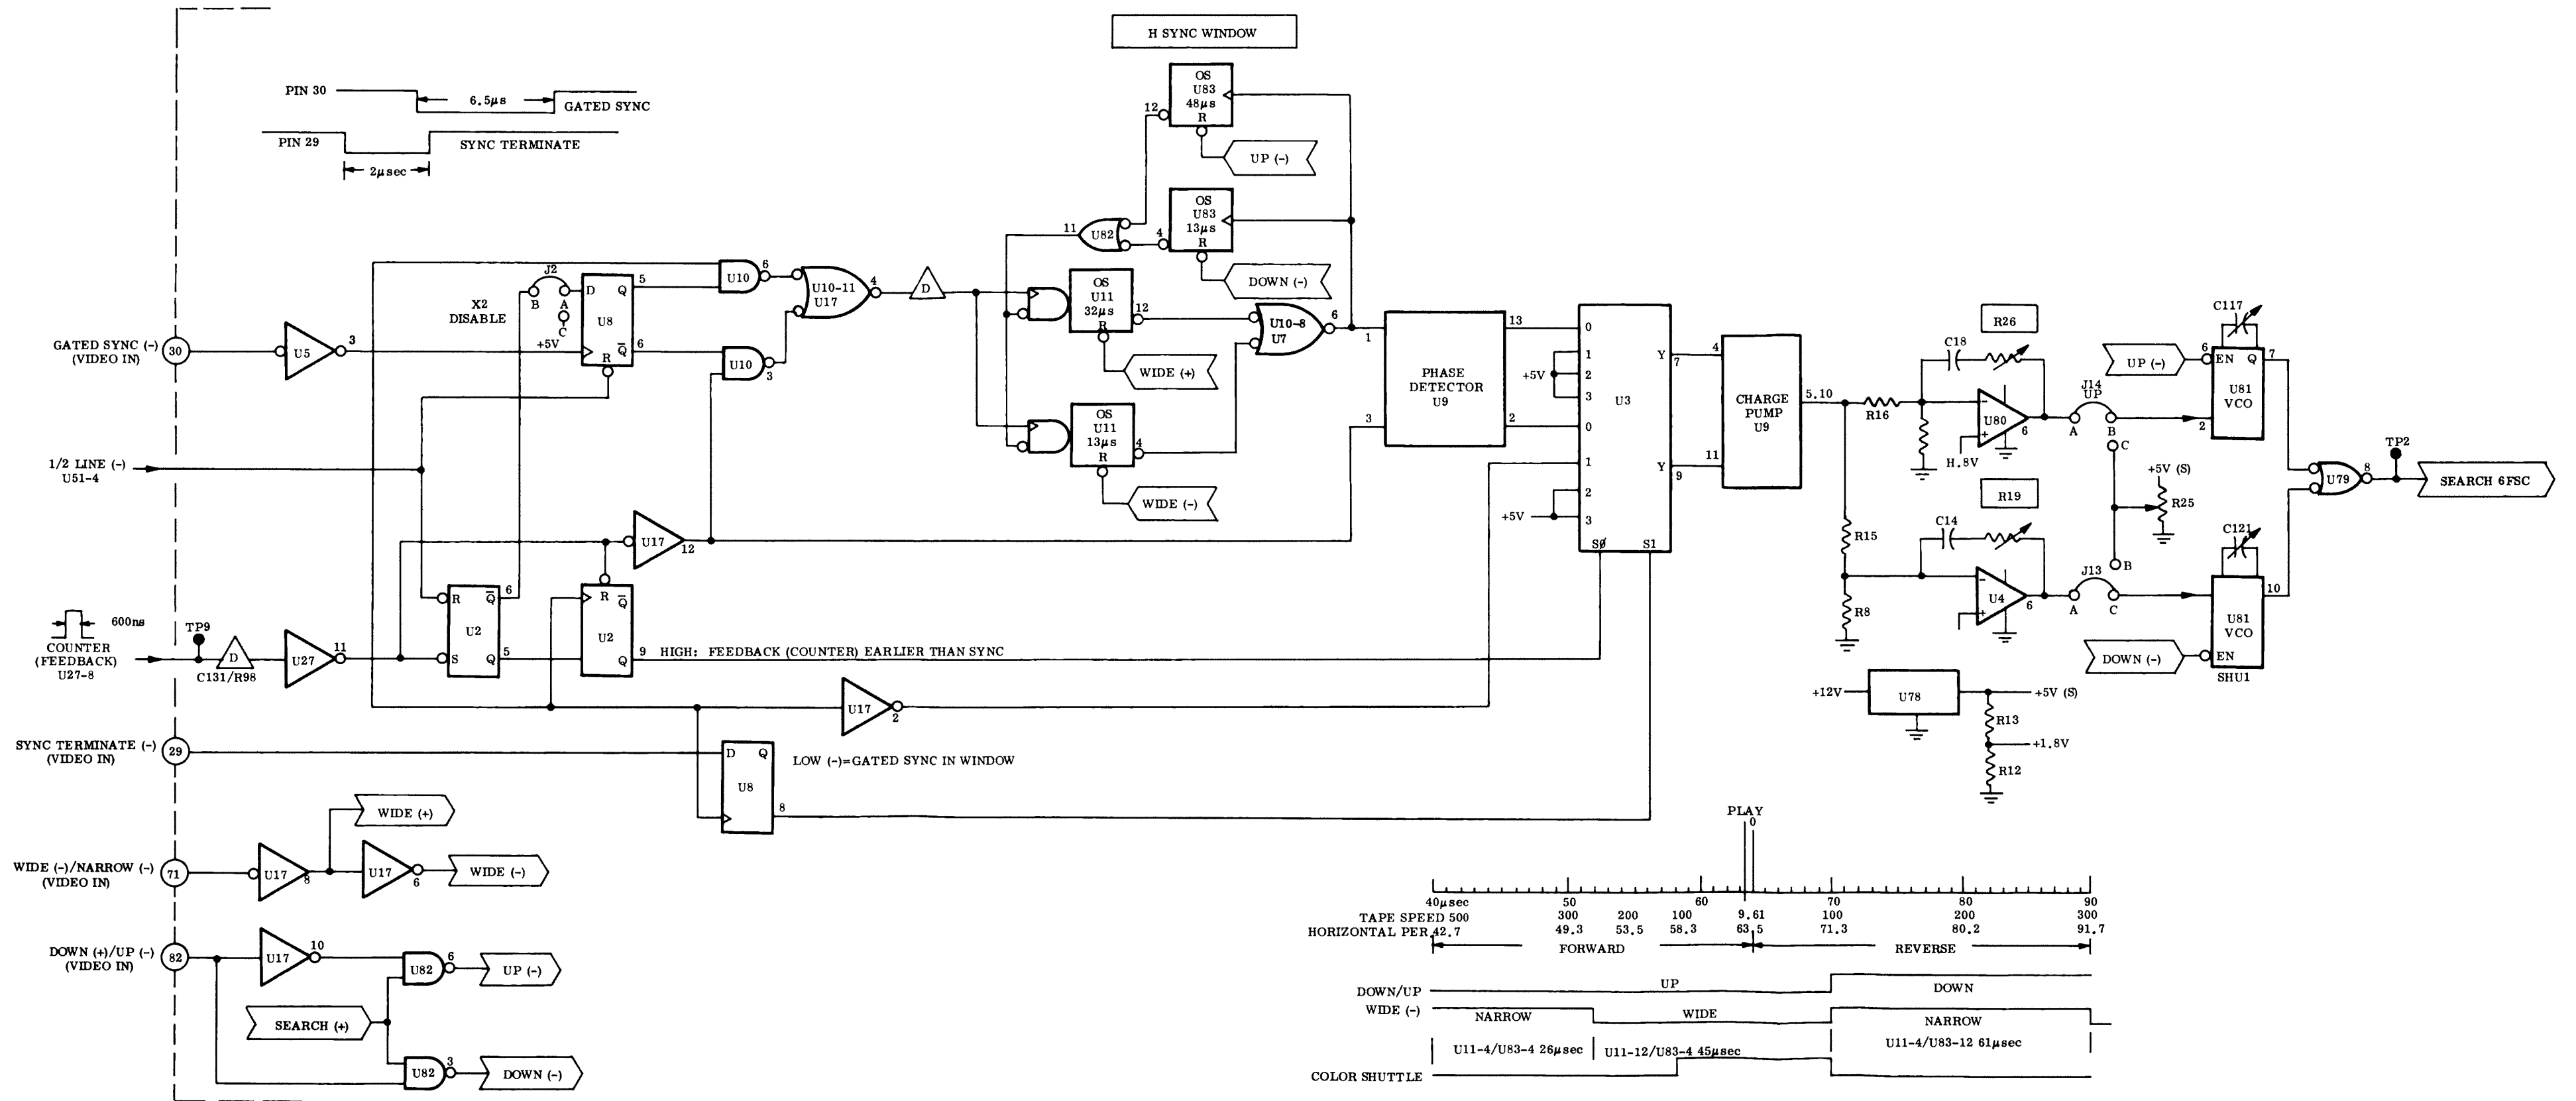 H SYNC WINDOW
PIN 30
6.5µs
GATED SYNC
PIN 29
SYNC TERMINATE
2µsec
OS
U83
48µs
R
12
UP (-)
OS
U83
13µs
R
4
DOWN (-)
U82
11
GATED SYNC (-)
(VIDEO IN)
30
U5
3
X2
DISABLE
J2
B
A
C
+5V
D
Q
U8
Q
R
5
6
U10
6
U10
3
U10-11
U17
4
D
OS
U11
32µs
R
12
WIDE (+)
OS
U11
13µs
R
4
WIDE (-)
U10-8
U7
6
1
3
PHASE
DETECTOR
U9
13
2
0
1
2
3
+5V
0
1
2
3
+5V
U3
Y
7
Y
9
SØ
S1
4
11
CHARGE
PUMP
U9
5.10
R16
R15
R8
R26
C18
U80
-
+
6
H.8V
R19
C14
U4
-
+
6
J14
UP
A
B
C
+5V (S)
R25
B
J13
A
C
C117
UP (-)
6
EN
Q
7
U81
VCO
2
C121
U81
VCO
10
EN
DOWN (-)
SHU1
U79
8
TP2
SEARCH 6FSC
1/2 LINE (-)
U51-4
U17
12
600ns
COUNTER
(FEEDBACK)
U27-8
TP9
D
C131/R98
U27
11
R
Q
U2
S
Q
6
5
R
Q
U2
Q
9
HIGH: FEEDBACK (COUNTER) EARLIER THAN SYNC
U17
2
SYNC TERMINATE (-)
(VIDEO IN)
29
D
Q
U8
8
LOW (-)=GATED SYNC IN WINDOW
+12V
U78
+5V (S)
R13
+1.8V
R12
WIDE (-)/NARROW (-)
(VIDEO IN)
71
U17
8
WIDE (+)
U17
6
WIDE (-)
DOWN (+)/UP (-)
(VIDEO IN)
82
U17
10
U82
6
UP (-)
SEARCH (+)
U82
3
DOWN (-)
PLAY
0
40µsec 50 60 70 80 90
TAPE SPEED 500 300 200 100 9.61 100 200 300
HORIZONTAL PER 42.7 49.3 53.5 58.3 63.5 71.3 80.2 91.7
FORWARD
REVERSE
DOWN/UP
UP
DOWN
WIDE (-)
NARROW
WIDE
NARROW
U11-4/U83-4 26µsec
U11-12/U83-4 45µsec
U11-4/U83-12 61µsec
COLOR SHUTTLE